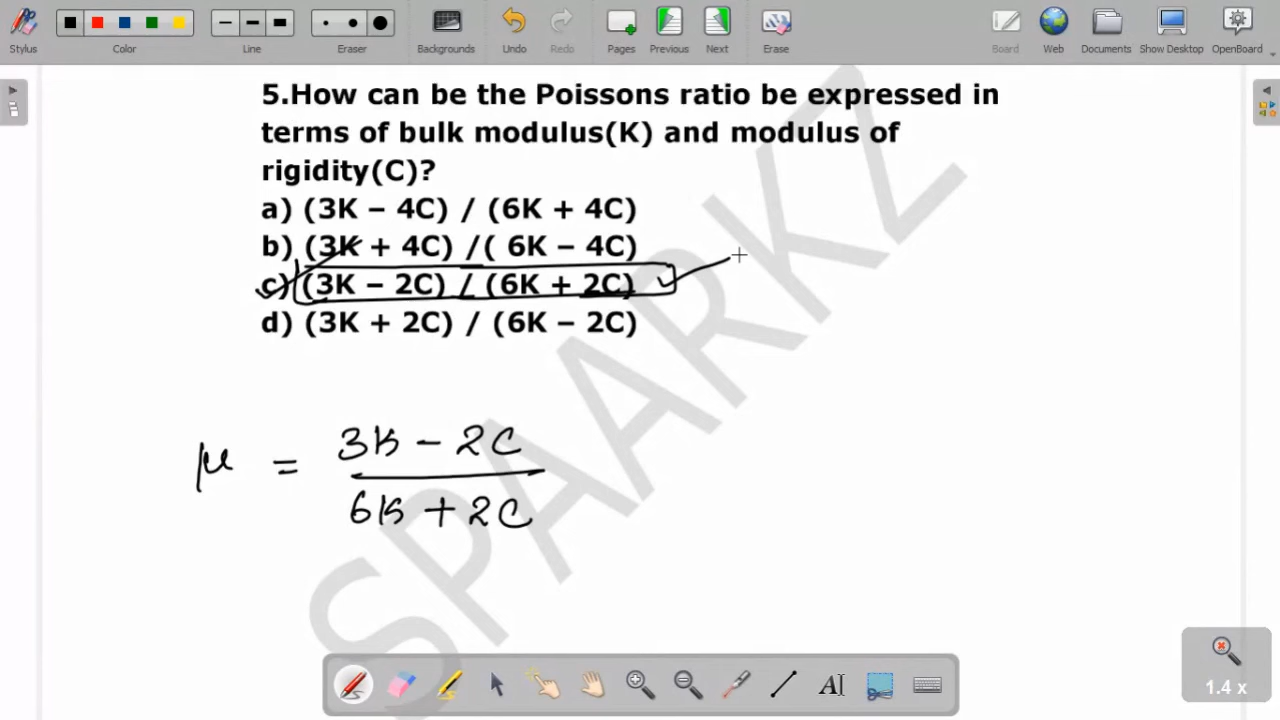 Stylus Color Line Eraser Backgrounds Undo Redo Pages Previous Next Erase Board Web Documents Show Desktop OpenBoard
5.How can be the Poissons ratio be expressed in
terms of bulk modulus(K) and modulus of
rigidity(C)?
a) (3K – 4C) / (6K + 4C)
b) (3K + 4C) /( 6K – 4C)
c) (3K – 2C) / (6K + 2C)
d) (3K + 2C) / (6K – 2C)
μ = 3K - 2C
6K + 2C
SPARKZ
AI
1.4 x